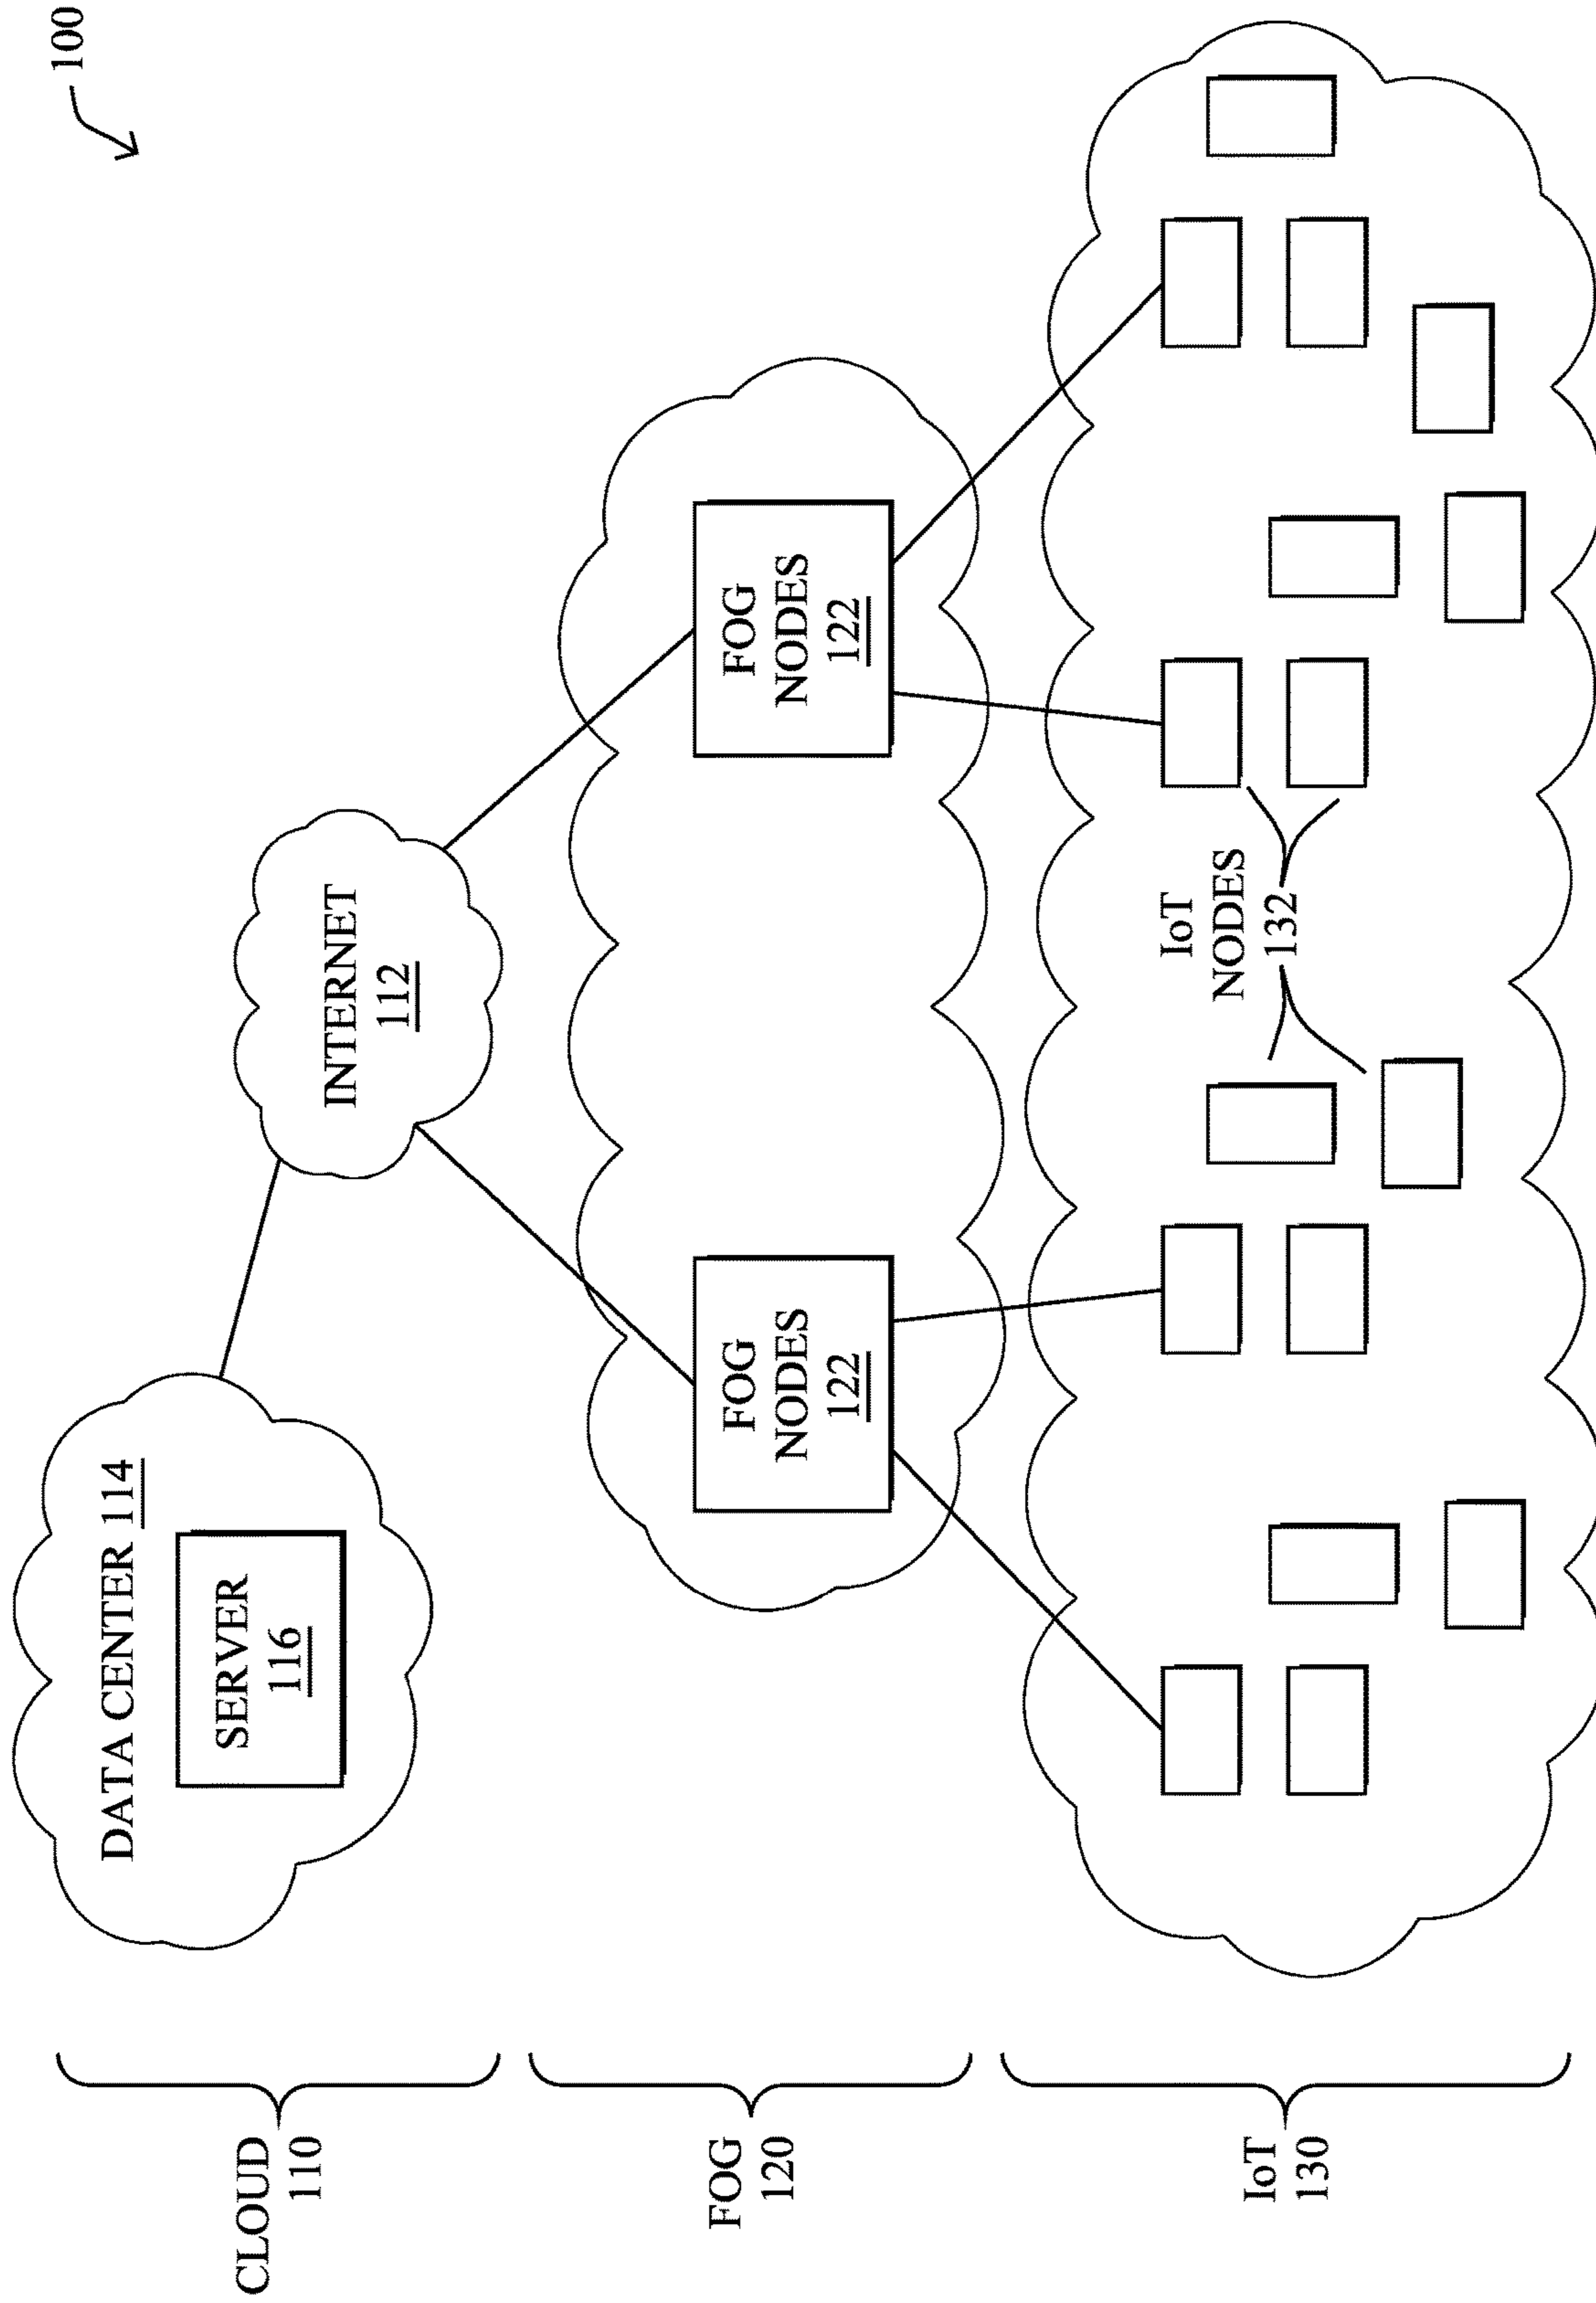 100
CLOUD
110
DATA CENTER 114
SERVER
116
INTERNET
112
FOG
120
FOG
NODES
122
FOG
NODES
122
IoT
130
IoT
NODES
132